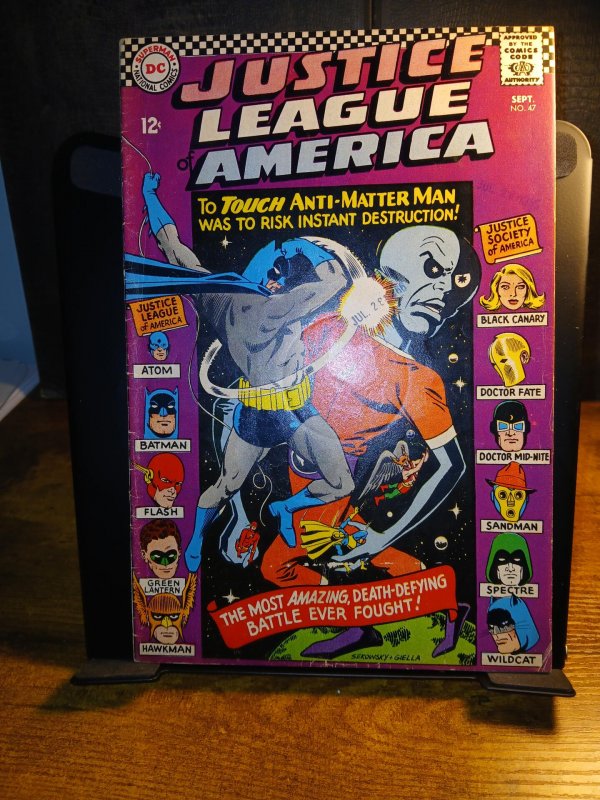 SUPERMAN
DC
NATIONAL COMICS
APPROVED
BY THE
COMICS
CODE
AUTHORITY
JUSTICE
LEAGUE
of AMERICA
12¢
SEPT.
NO. 47
TO TOUCH ANTI-MATTER MAN
WAS TO RISK INSTANT DESTRUCTION!
JUSTICE
LEAGUE
of AMERICA
ATOM
BATMAN
FLASH
GREEN
LANTERN
HAWKMAN
JUSTICE
SOCIETY
of AMERICA
BLACK CANARY
DOCTOR FATE
DOCTOR MID-NITE
SANDMAN
SPECTRE
WILDCAT
JUL. 2
THE MOST AMAZING, DEATH-DEFYING
BATTLE EVER FOUGHT!
SEKOWSKY + GIELLA